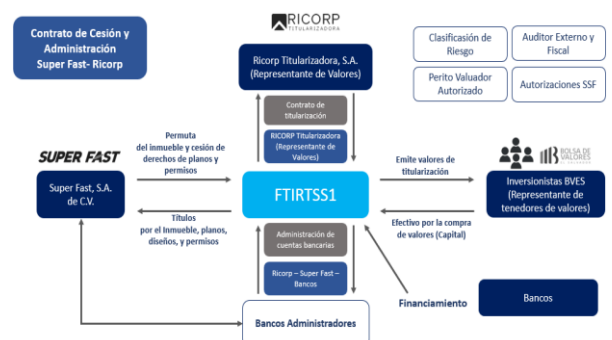 Contrato de Cesión y
Administración
Super Fast- Ricorp
RICORP
TITULARIZADORA
Ricorp Titularizadora, S.A.
(Representante de Valores)
Clasificasión de
Riesgo
Auditor Externo y
Fiscal
Perito Valuador
Autorizado
Autorizaciones SSF
Contrato de
titularización
RICORP Titularizadora
(Representante de
Valores)
Permuta
del inmueble y cesión de
derechos de planos y
permisos
SUPER FAST
Super Fast, S.A.
de C.V.
Títulos
por el Inmueble, planos,
diseños, y permisos
FTIRTSS1
Emite valores de
titularización
Efectivo por la compra
de valores (Capital)
BOLSA DE
VALORES
DE EL SALVADOR
Inversionistas BVES
(Representante de
tenedores de valores)
Administración de
cuentas bancarias
Ricorp – Super Fast –
Bancos
Bancos Administradores
Financiamiento
Bancos